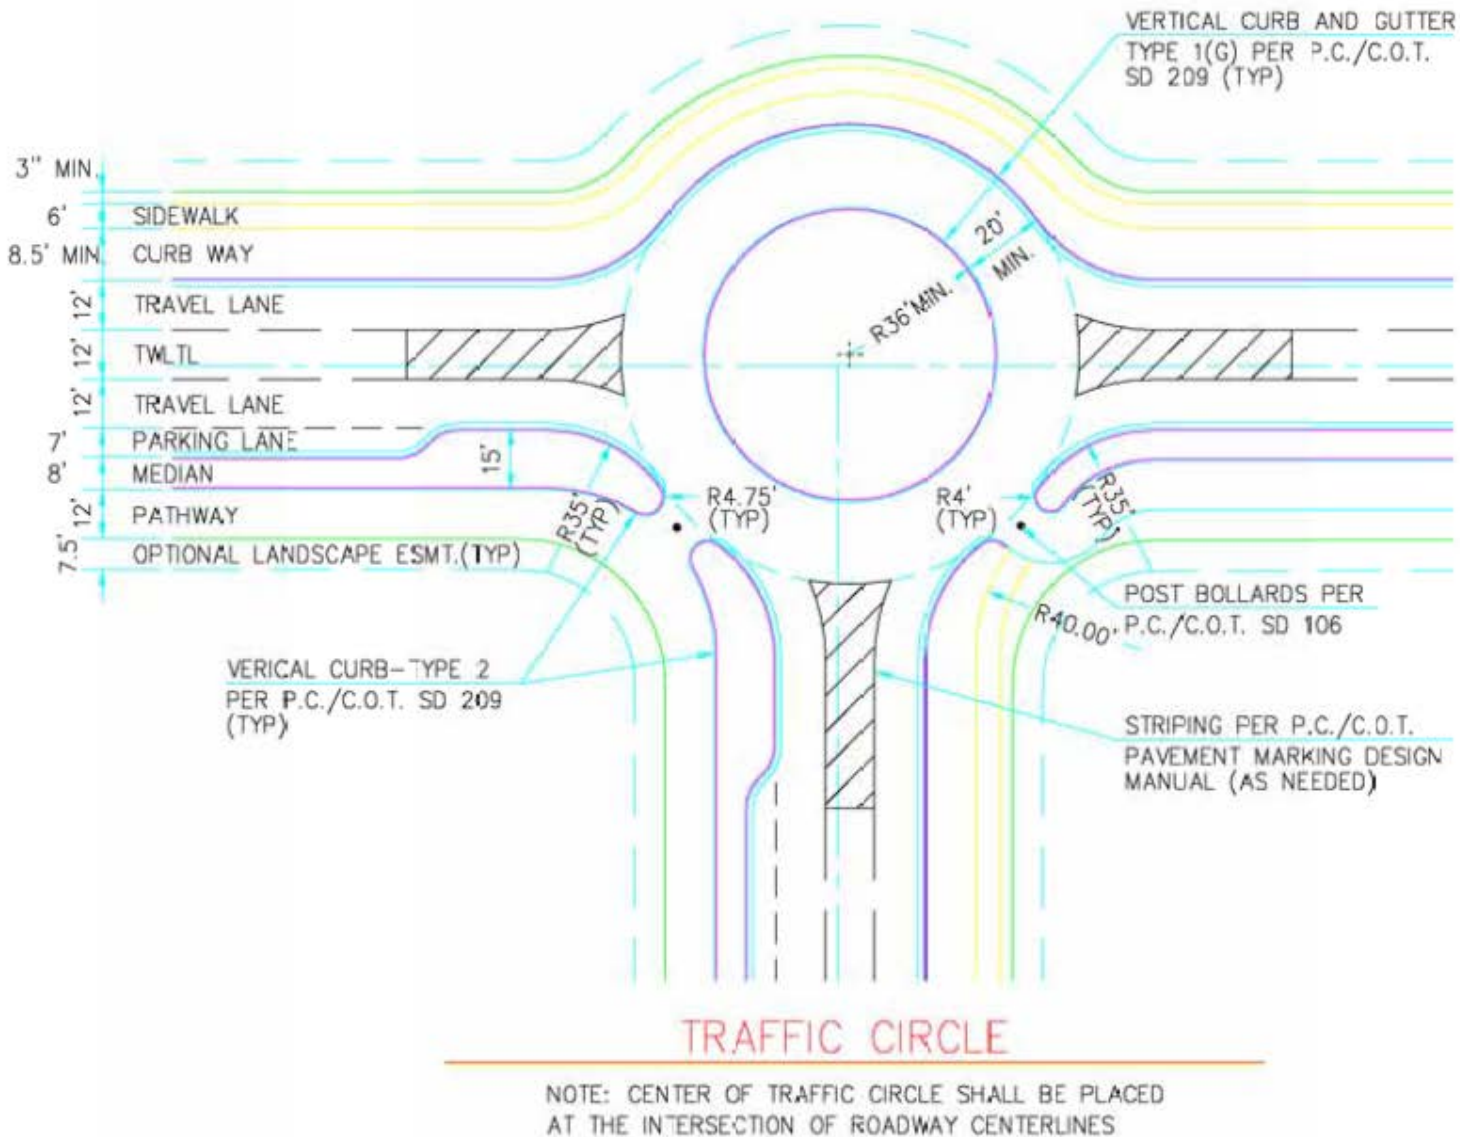 VERTICAL CURB AND GUTTER
TYPE 1(G) PER P.C./C.O.T.
SD 209 (TYP)
3" MIN.
6'
SIDEWALK
8.5' MIN.
CURB WAY
12'
TRAVEL LANE
12'
TWLTL
12'
TRAVEL LANE
7'
PARKING LANE
8'
MEDIAN
12'
PATHWAY
7.5'
OPTIONAL LANDSCAPE ESMT.(TYP)
20'
MIN.
R36'MIN.
15'
R35'
(TYP)
R4.75'
(TYP)
R4'
(TYP)
R35'
(TYP)
R40.00'
POST BOLLARDS PER
P.C./C.O.T. SD 106
VERICAL CURB-TYPE 2
PER P.C./C.O.T. SD 209
(TYP)
STRIPING PER P.C./C.O.T.
PAVEMENT MARKING DESIGN
MANUAL (AS NEEDED)
TRAFFIC CIRCLE
NOTE: CENTER OF TRAFFIC CIRCLE SHALL BE PLACED
AT THE INTERSECTION OF ROADWAY CENTERLINES